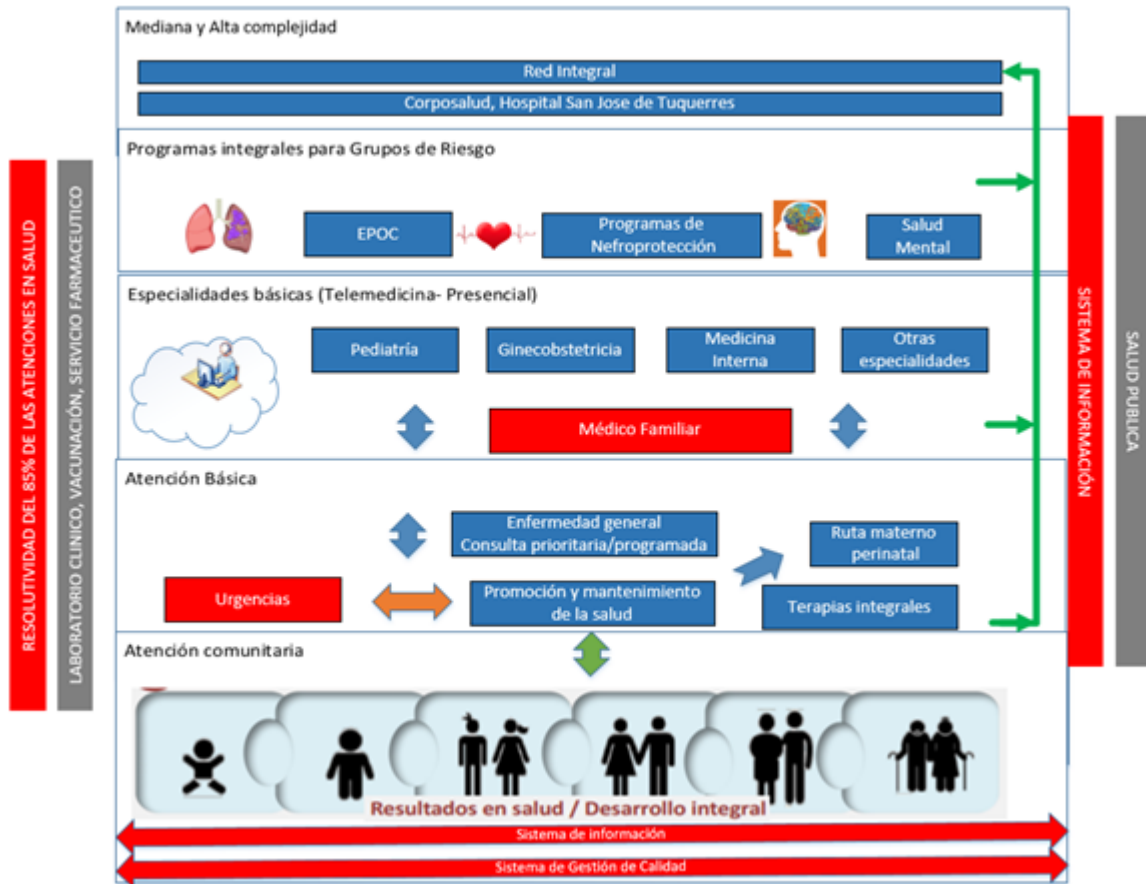 Mediana y Alta complejidad
Red Integral
Corposalud, Hospital San Jose de Tuquerres
Programas integrales para Grupos de Riesgo
EPOC
Programas de
Nefroprotección
Salud
Mental
Especialidades básicas (Telemedicina- Presencial)
Pediatría
Ginecobstetricia
Medicina
Interna
Otras
especialidades
Médico Familiar
Atención Básica
Enfermedad general
Consulta prioritaria/programada
Ruta materno
perinatal
Urgencias
Promoción y mantenimiento
de la salud
Terapias integrales
Atención comunitaria
Resultados en salud / Desarrollo integral
Sistema de información
Sistema de Gestión de Calidad
RESOLUTIVIDAD DEL 85% DE LAS ATENCIONES EN SALUD
LABORATORIO CLINICO, VACUNACIÓN, SERVICIO FARMACEUTICO
SISTEMA DE INFORMACIÓN
SALUD PUBLICA